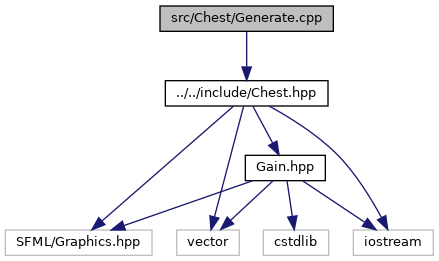 src/Chest/Generate.cpp
../../include/Chest.hpp
Gain.hpp
SFML/Graphics.hpp
vector
cstdlib
iostream